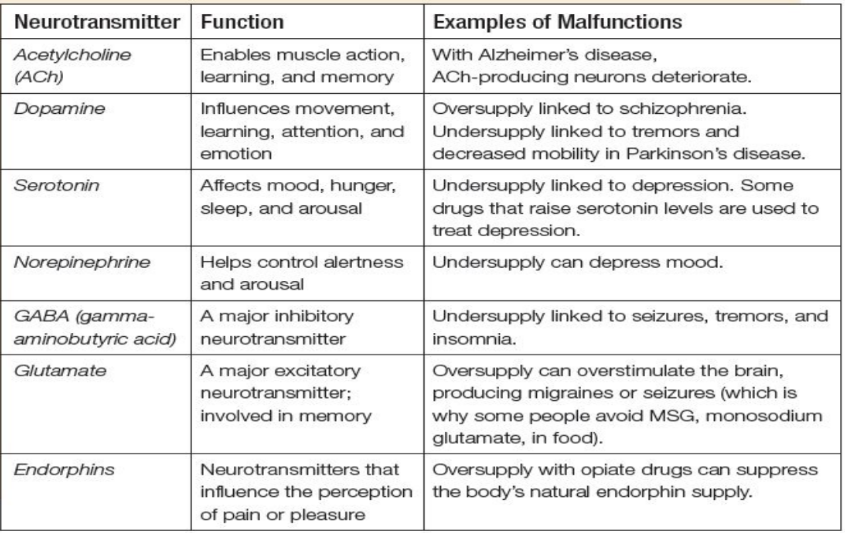 Neurotransmitter Function Examples of Malfunctions
Acetylcholine Enables muscle action, With Alzheimer's disease,
(ACh) learning, and memory ACh-producing neurons deteriorate.
Dopamine Influences movement, Oversupply linked to schizophrenia.
learning, attention, and Undersupply linked to tremors and
emotion decreased mobility in Parkinson's disease.
Serotonin Affects mood, hunger, Undersupply linked to depression. Some
sleep, and arousal drugs that raise serotonin levels are used to
treat depression.
Norepinephrine Helps control alertness Undersupply can depress mood.
and arousal
GABA (gamma- A major inhibitory Undersupply linked to seizures, tremors, and
aminobutyric acid) neurotransmitter insomnia.
Glutamate A major excitatory Oversupply can overstimulate the brain,
neurotransmitter; producing migraines or seizures (which is
involved in memory why some people avoid MSG, monosodium
glutamate, in food).
Endorphins Neurotransmitters that Oversupply with opiate drugs can suppress
influence the perception the body's natural endorphin supply.
of pain or pleasure